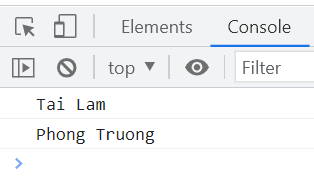 Elements Console
top Filter
Tai Lam
Phong Truong